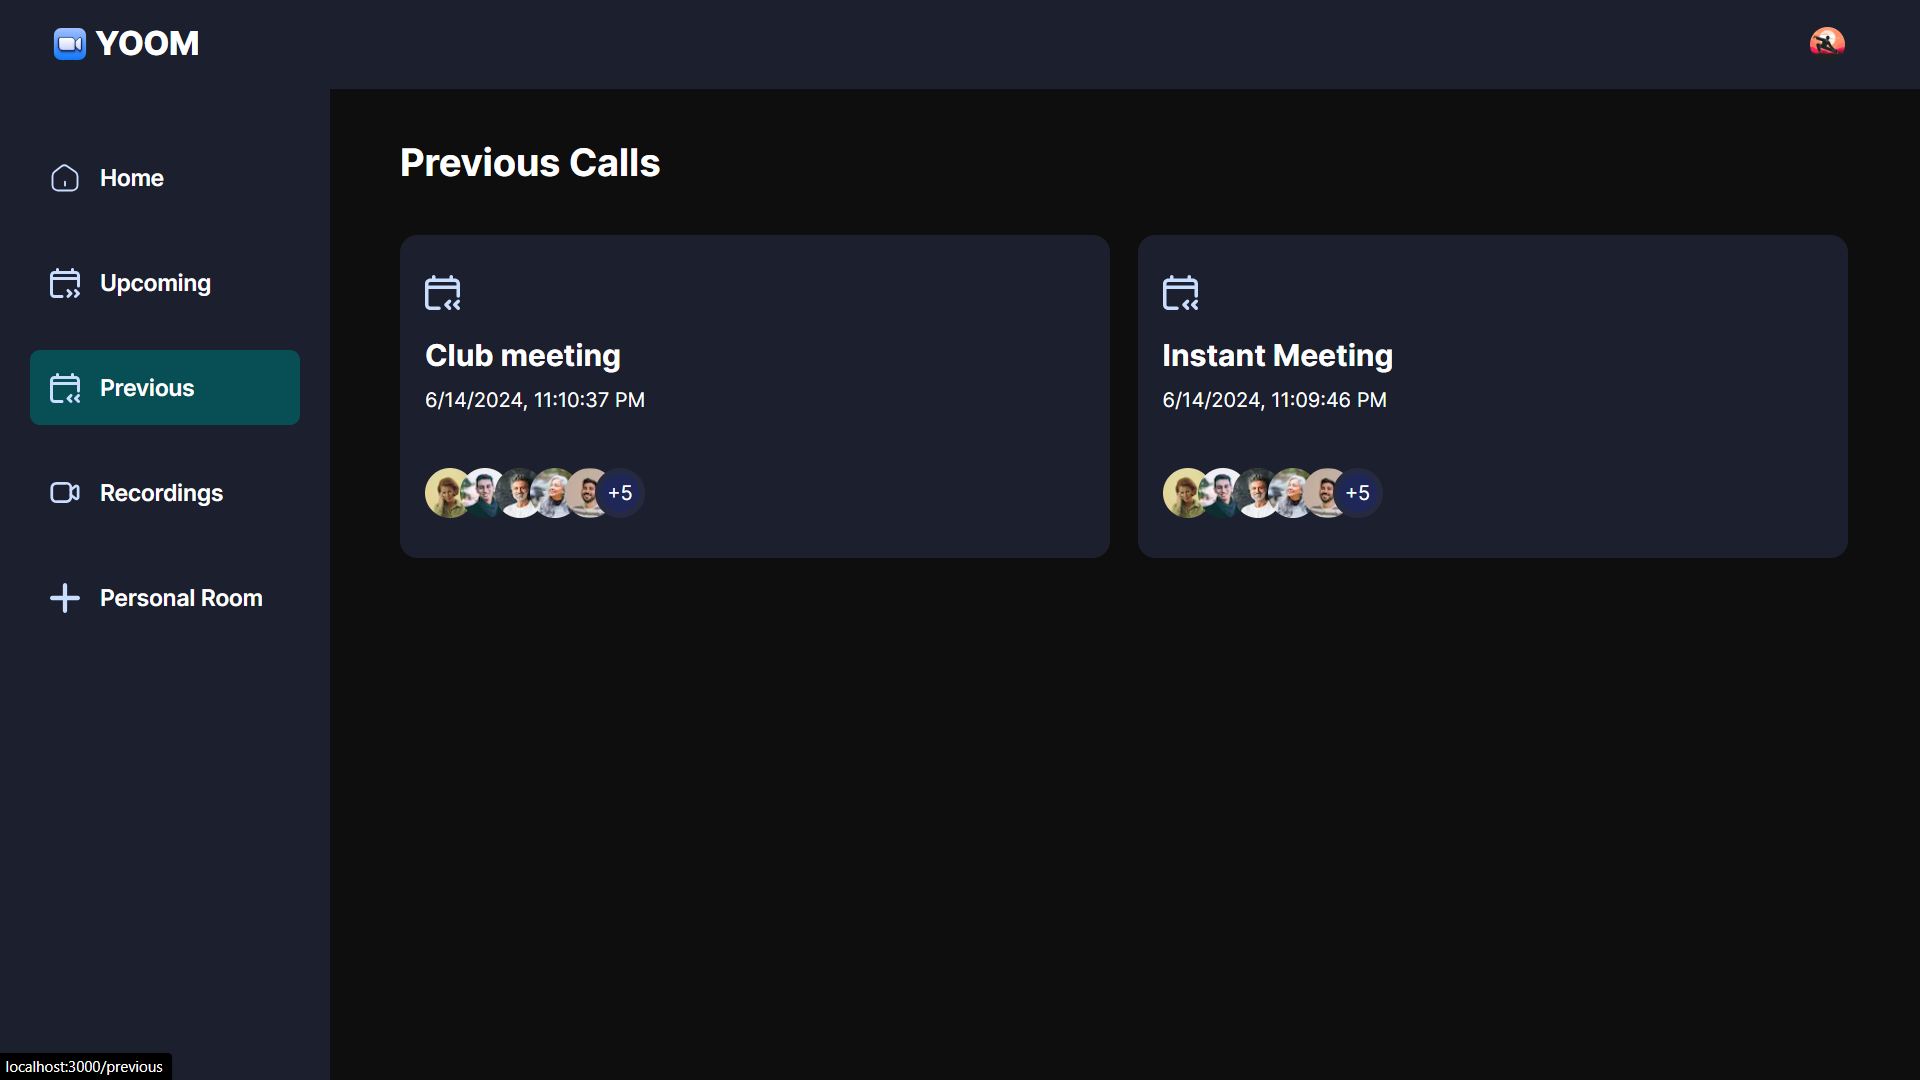 YOOM
Home
Upcoming
Previous
Recordings
Personal Room
Previous Calls
Club meeting
6/14/2024, 11:10:37 PM
+5
Instant Meeting
6/14/2024, 11:09:46 PM
+5
localhost:3000/previous